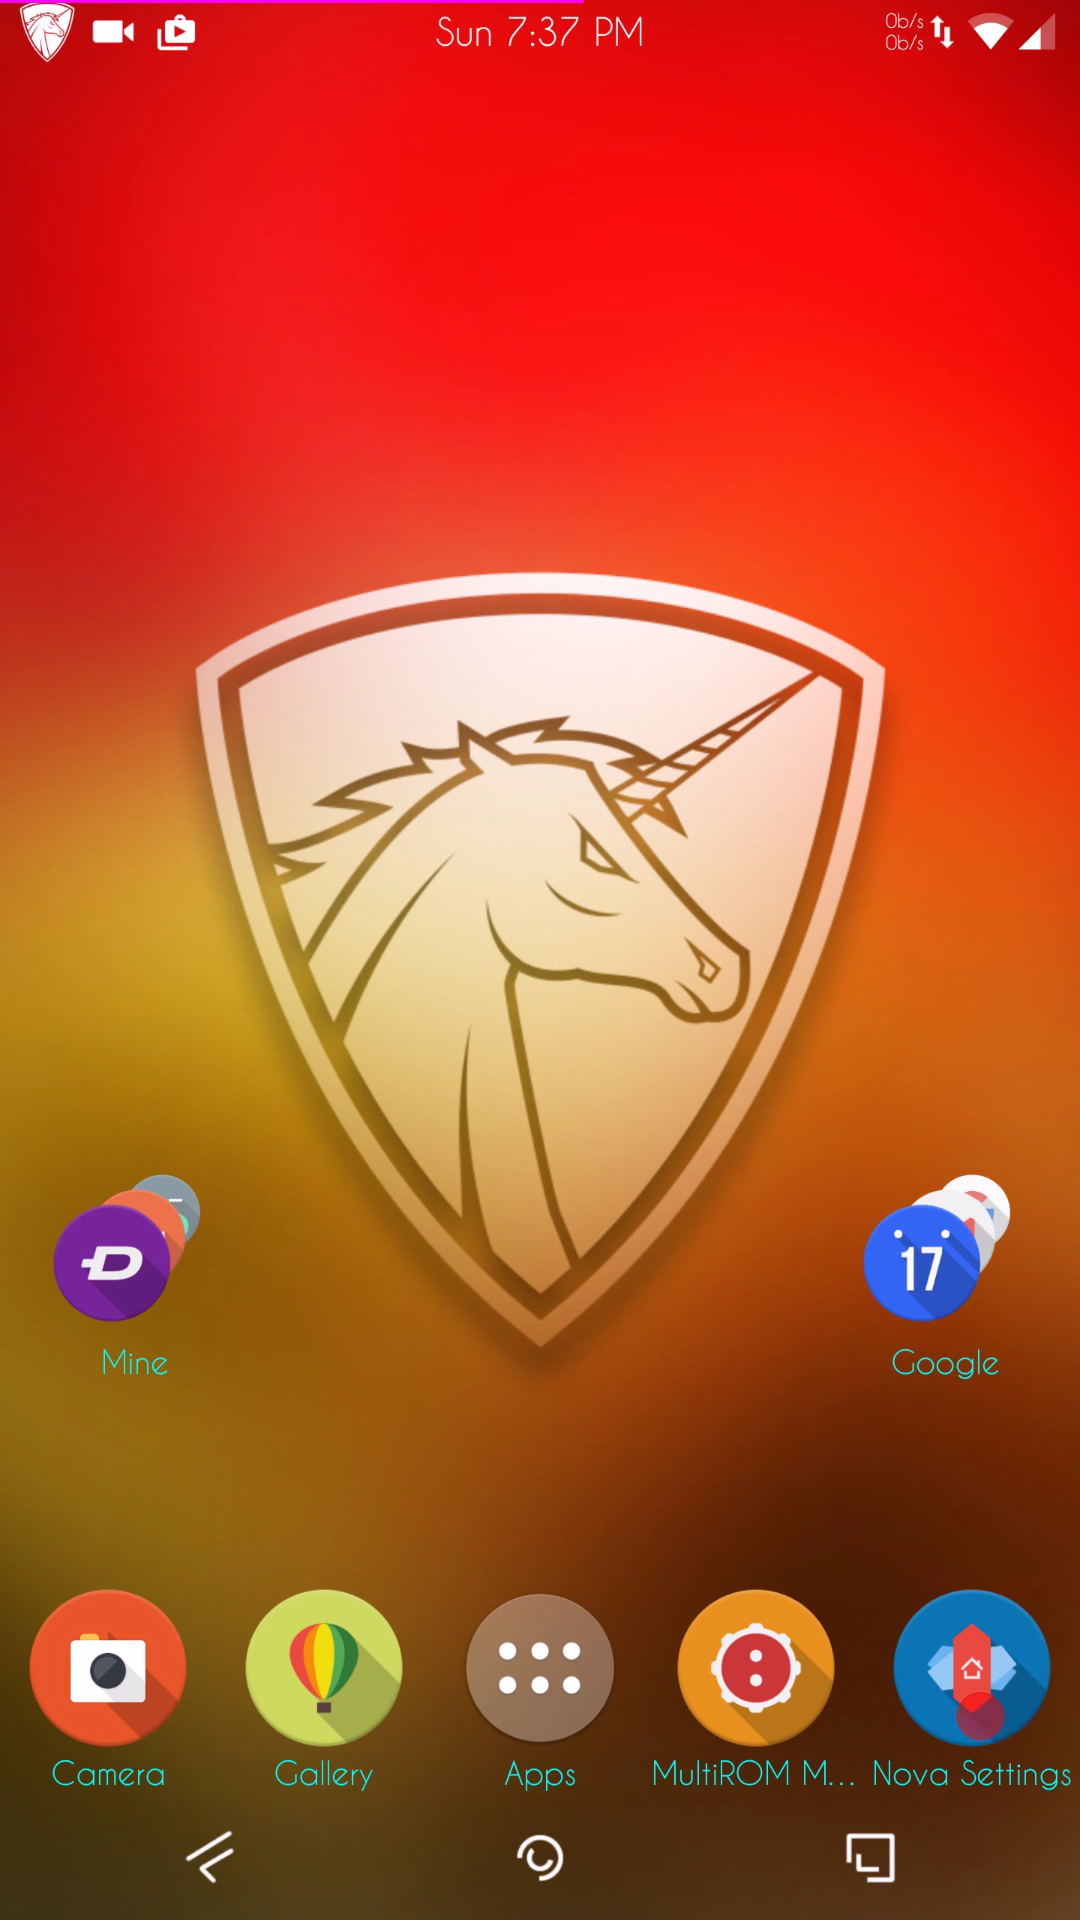 Sun 7:37 PM
0b/s
0b/s
17
Mine
Google
Camera
Gallery
Apps
MultiROM M...
Nova Settings